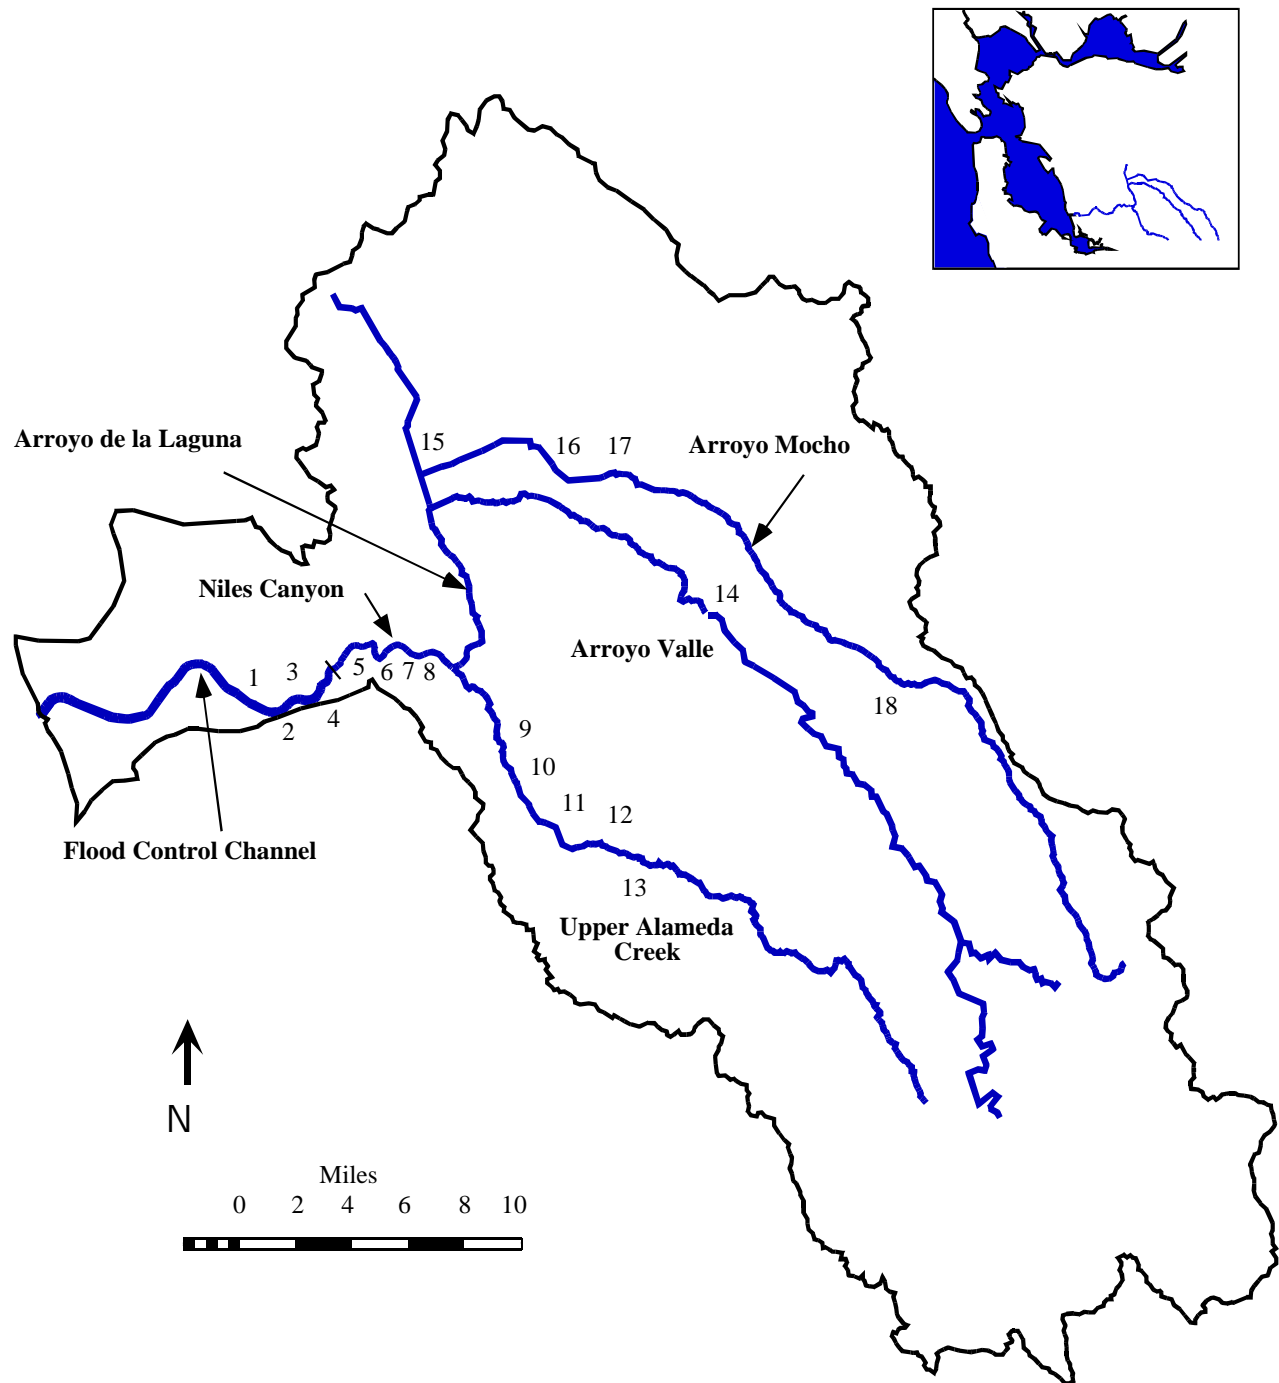 15
16 17
Arroyo de la Laguna
Arroyo Mocho
Niles Canyon
14
Arroyo Valle
1 3 5 6 7 8
2 4
18
9
10
11 12
Flood Control Channel
13
Upper Alameda
Creek
N
Miles
0 2 4 6 8 10